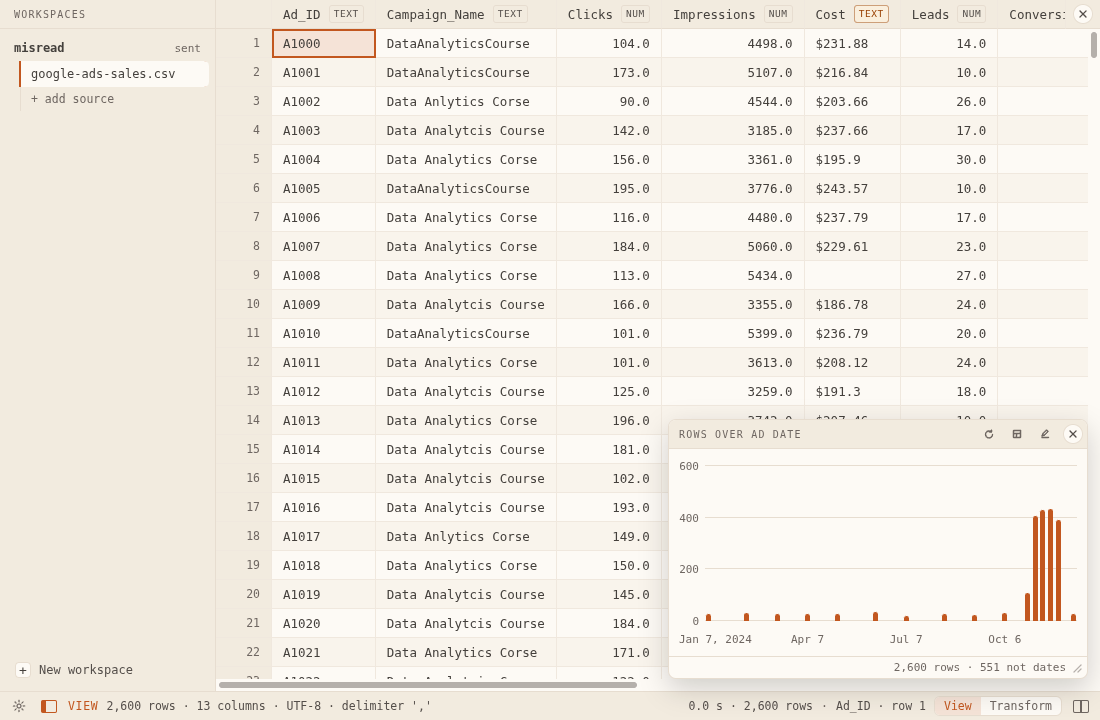 WORKSPACES
misread sent
google-ads-sales.csv
+ add source
+ New workspace
Ad_ID TEXT Campaign_Name TEXT Clicks NUM Impressions NUM Cost TEXT Leads NUM Convers
1 A1000 DataAnalyticsCourse 104.0 4498.0 $231.88 14.0
2 A1001 DataAnalyticsCourse 173.0 5107.0 $216.84 10.0
3 A1002 Data Anlytics Corse 90.0 4544.0 $203.66 26.0
4 A1003 Data Analytcis Course 142.0 3185.0 $237.66 17.0
5 A1004 Data Analytics Corse 156.0 3361.0 $195.9 30.0
6 A1005 DataAnalyticsCourse 195.0 3776.0 $243.57 10.0
7 A1006 Data Analytics Corse 116.0 4480.0 $237.79 17.0
8 A1007 Data Analytics Corse 184.0 5060.0 $229.61 23.0
9 A1008 Data Analytics Corse 113.0 5434.0 27.0
10 A1009 Data Analytcis Course 166.0 3355.0 $186.78 24.0
11 A1010 DataAnalyticsCourse 101.0 5399.0 $236.79 20.0
12 A1011 Data Analytics Corse 101.0 3613.0 $208.12 24.0
13 A1012 Data Analytics Corse 125.0 3259.0 $191.3 18.0
14 A1013 Data Analytics Corse 196.0
15 A1014 Data Analytcis Course 181.0
16 A1015 Data Analytics Corse 102.0
17 A1016 Data Analytics Corse 193.0
18 A1017 Data Anlytics Corse 149.0
19 A1018 Data Analytics Corse 150.0
20 A1019 Data Analytcis Course 145.0
21 A1020 Data Analytcis Course 184.0
22 A1021 Data Analytics Corse 171.0
ROWS OVER AD DATE
600
400
200
0
Jan 7, 2024 Apr 7 Jul 7 Oct 6
2,600 rows · 551 not dates
VIEW 2,600 rows · 13 columns · UTF-8 · delimiter ','
0.0 s · 2,600 rows · Ad_ID · row 1 View Transform